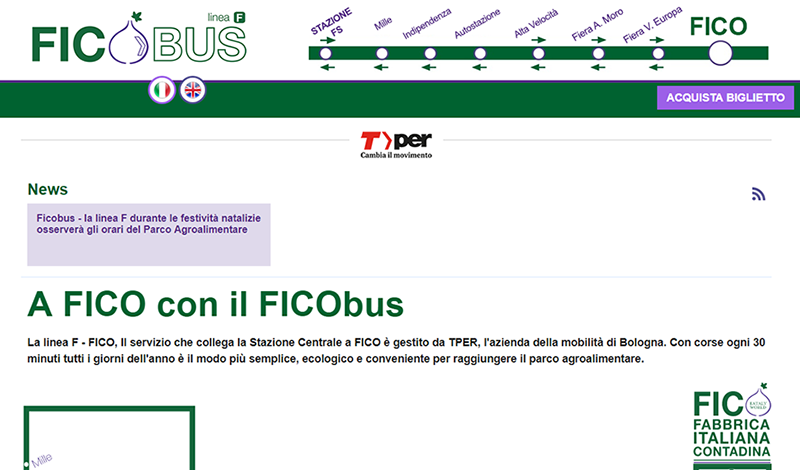 linea F
FICOBUS
STAZIONE
FS
Mille
Indipendenza
Autostazione
Alta Velocità
Fiera A. Moro
Fiera V. Europa
FICO
ACQUISTA BIGLIETTO
Tper
Cambia il movimento
News
Ficobus - la linea F durante le festività natalizie
osserverà gli orari del Parco Agroalimentare
A FICO con il FICObus
La linea F - FICO, Il servizio che collega la Stazione Centrale a FICO è gestito da TPER, l'azienda della mobilità di Bologna. Con corse ogni 30
minuti tutti i giorni dell'anno è il modo più semplice, ecologico e conveniente per raggiungere il parco agroalimentare.
Mille
FICO
EATALY
WORLD
FABBRICA
ITALIANA
CONTADINA